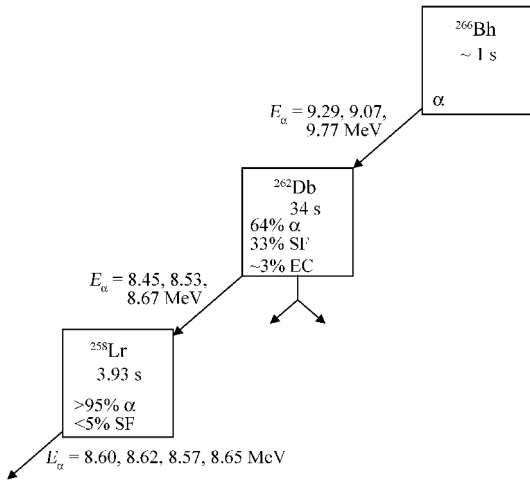 ²⁶⁶Bh
~ 1 s
α
Eα = 9.29, 9.07,
9.77 MeV
²⁶²Db
34 s
64% α
33% SF
~3% EC
Eα = 8.45, 8.53,
8.67 MeV
²⁵⁸Lr
3.93 s
>95% α
<5% SF
Eα = 8.60, 8.62, 8.57, 8.65 MeV